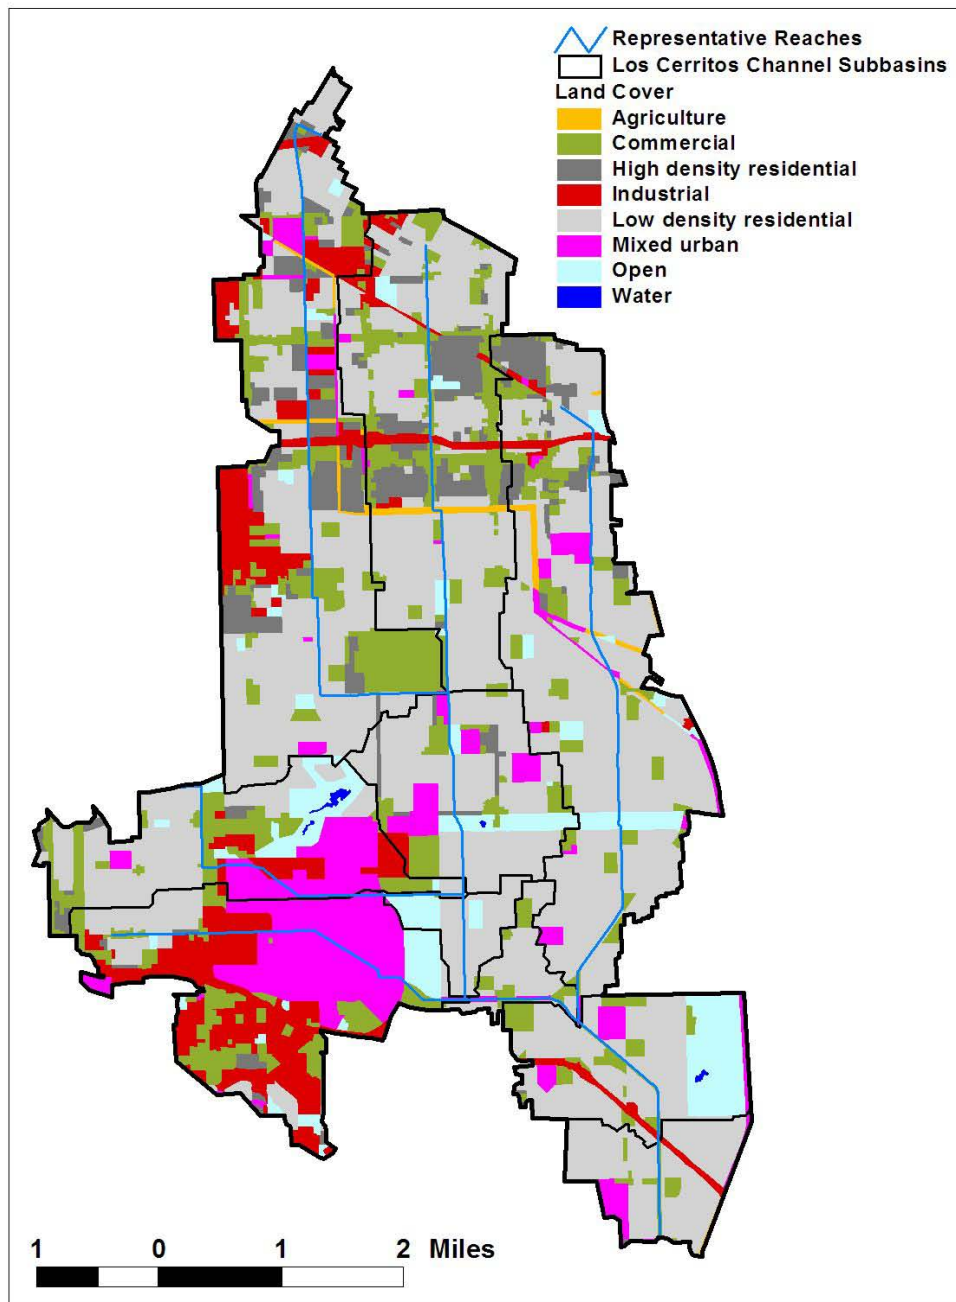 Representative Reaches
Los Cerritos Channel Subbasins
Land Cover
Agriculture
Commercial
High density residential
Industrial
Low density residential
Mixed urban
Open
Water
1 0 1 2 Miles